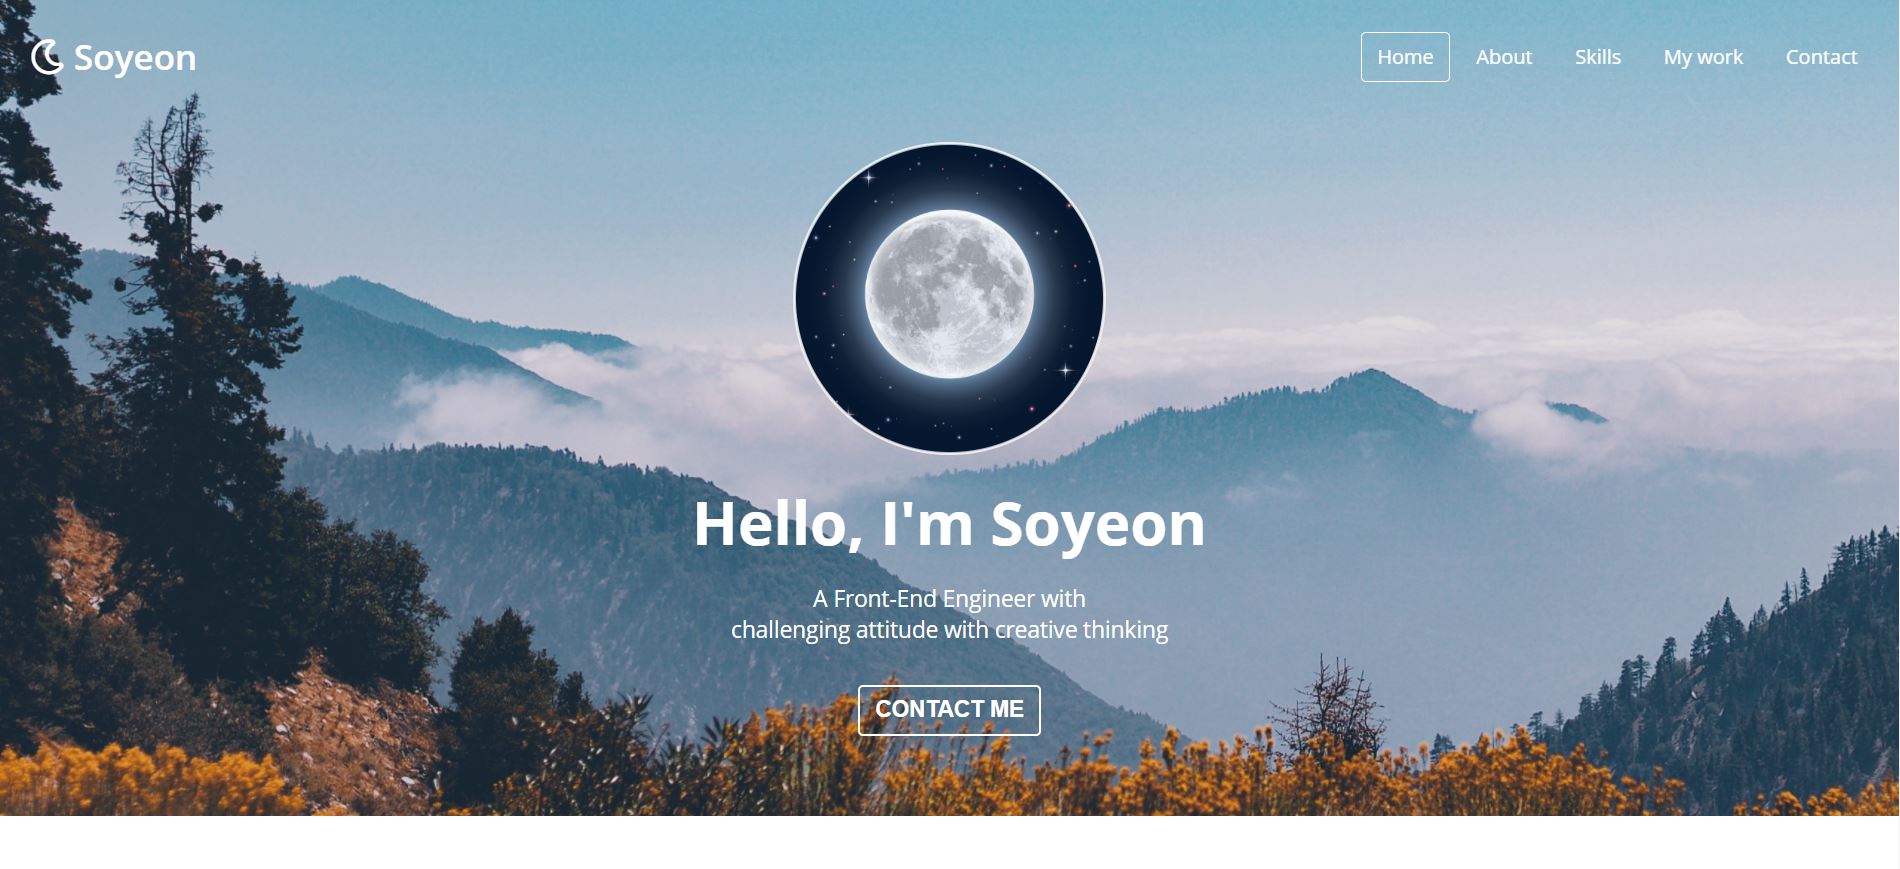 Soyeon
Home About Skills My work Contact
Hello, I'm Soyeon
A Front-End Engineer with
challenging attitude with creative thinking
CONTACT ME